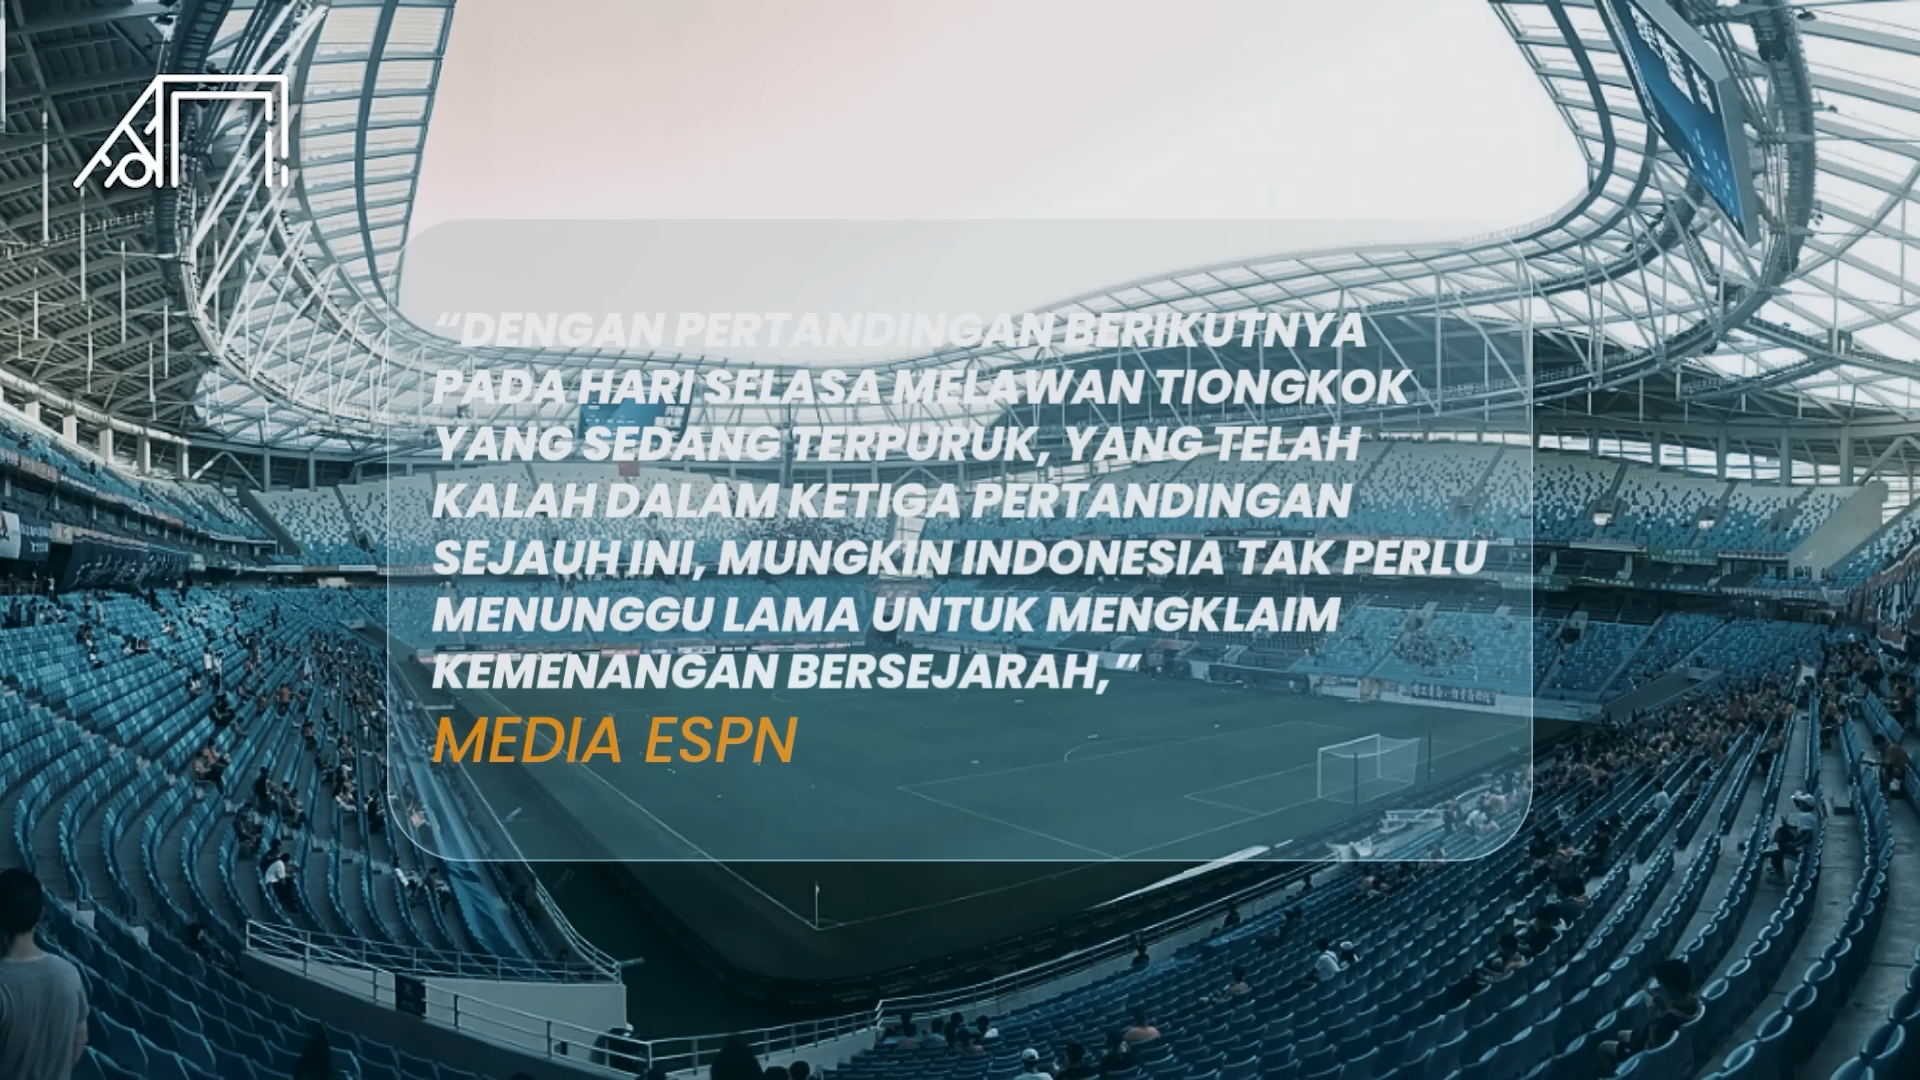 “DENGAN PERTANDINGAN BERIKUTNYA
PADA HARI SELASA MELAWAN TIONGKOK
YANG SEDANG TERPURUK, YANG TELAH
KALAH DALAM KETIGA PERTANDINGAN
SEJAUH INI, MUNGKIN INDONESIA TAK PERLU
MENUNGGU LAMA UNTUK MENGKLAIM
KEMENANGAN BERSEJARAH,”
MEDIA ESPN